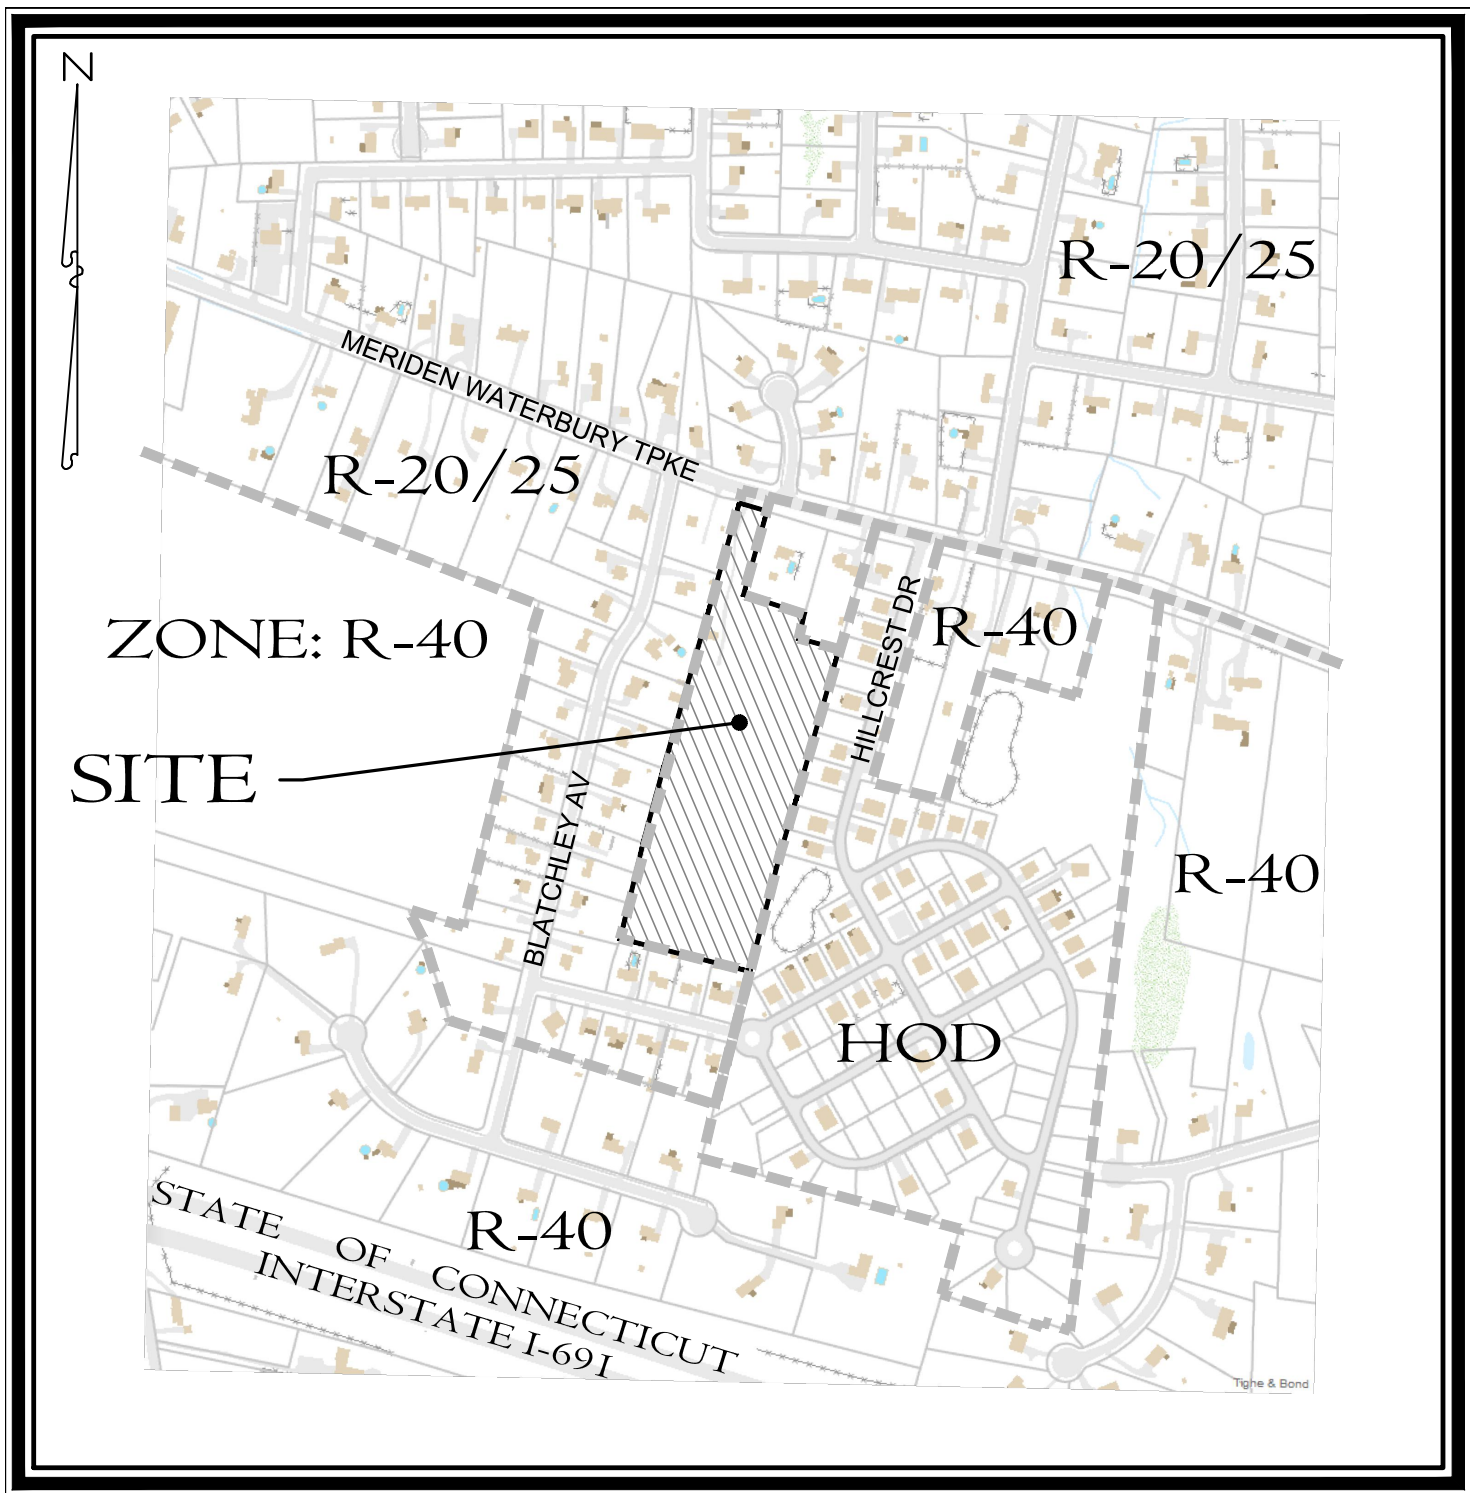 N
R-20/25
MERIDEN WATERBURY TPKE
R-20/25
ZONE: R-40
R-40
HILLCREST DR
SITE
BLATCHLEY AV
R-40
HOD
R-40
STATE OF CONNECTICUT
INTERSTATE I-691
Tighe & Bond